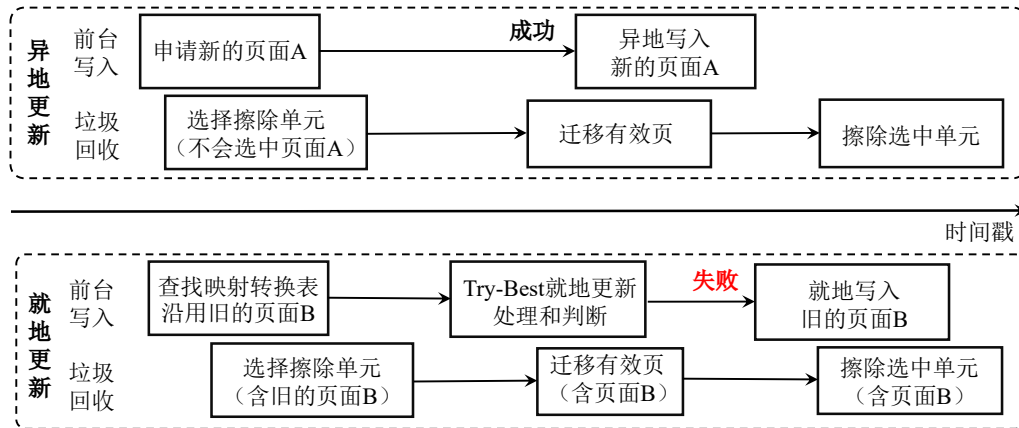 异地更新
前台
写入
申请新的页面A
成功
异地写入
新的页面A
垃圾
回收
选择擦除单元
（不会选中页面A）
迁移有效页
擦除选中单元
时间戳
就地更新
前台
写入
查找映射转换表
沿用旧的页面B
Try-Best就地更新
处理和判断
失败
就地写入
旧的页面B
垃圾
回收
选择擦除单元
（含旧的页面B）
迁移有效页
（含页面B）
擦除选中单元
（含页面B）